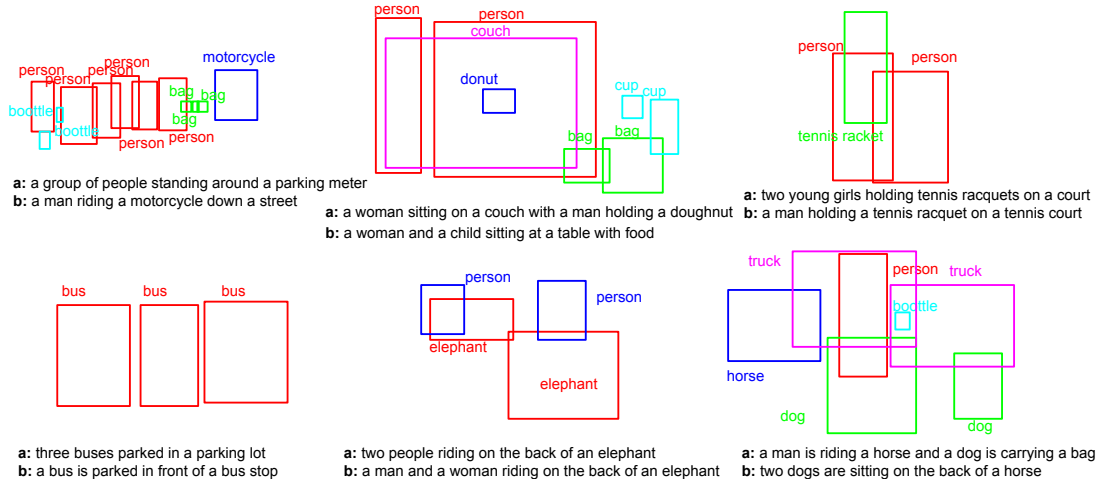 person
person
couch
motorcycle
person
person
person
person
donut
cup
cup
bag
bag
bag
boottle
boottle
person
person
bag
bag
person
person
tennis racket
a: a group of people standing around a parking meter
b: a man riding a motorcycle down a street
a: a woman sitting on a couch with a man holding a doughnut
b: a woman and a child sitting at a table with food
a: two young girls holding tennis racquets on a court
b: a man holding a tennis racquet on a tennis court
bus
bus
bus
person
person
elephant
elephant
truck
person
truck
boottle
horse
dog
dog
a: three buses parked in a parking lot
b: a bus is parked in front of a bus stop
a: two people riding on the back of an elephant
b: a man and a woman riding on the back of an elephant
a: a man is riding a horse and a dog is carrying a bag
b: two dogs are sitting on the back of a horse